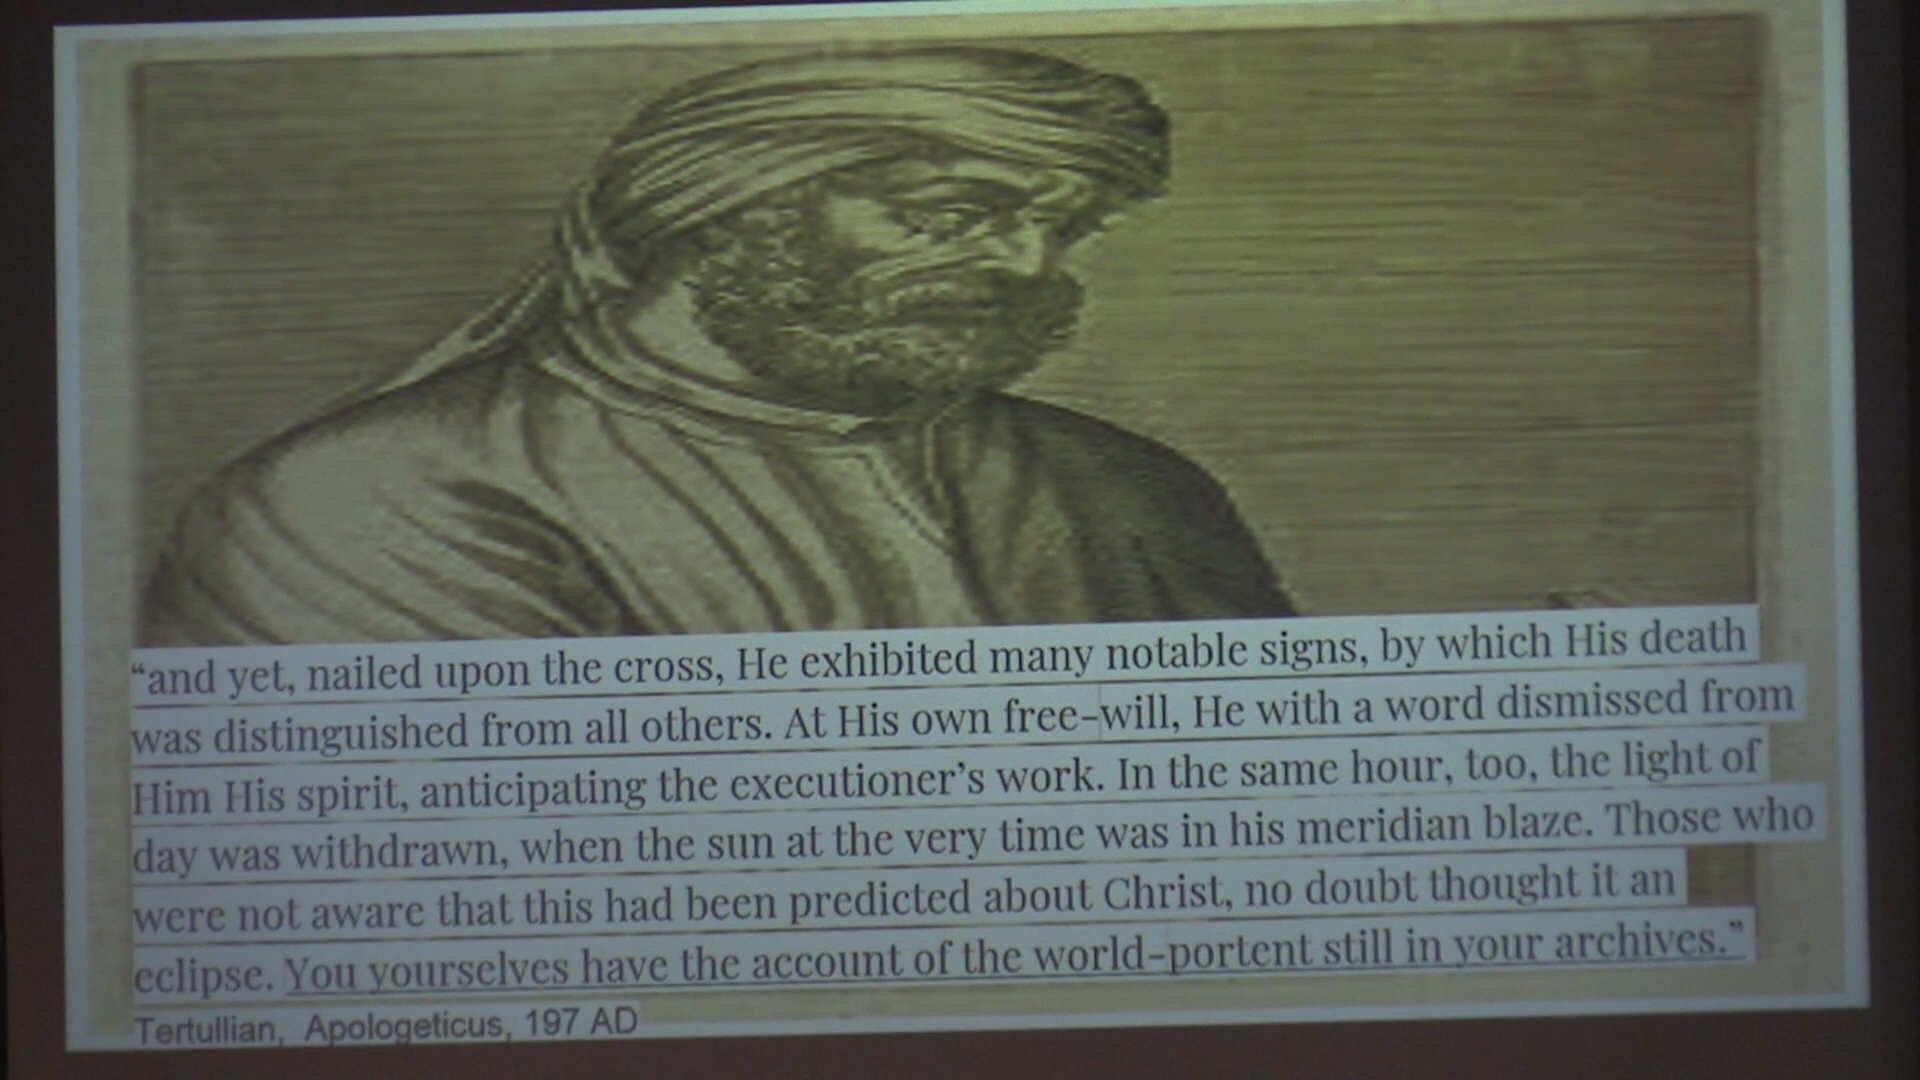 “and yet, nailed upon the cross, He exhibited many notable signs, by which His death
was distinguished from all others. At His own free-will, He with a word dismissed from
Him His spirit, anticipating the executioner’s work. In the same hour, too, the light of
day was withdrawn, when the sun at the very time was in his meridian blaze. Those who
were not aware that this had been predicted about Christ, no doubt thought it an
eclipse. You yourselves have the account of the world-portent still in your archives.”
Tertullian, Apologeticus, 197 AD